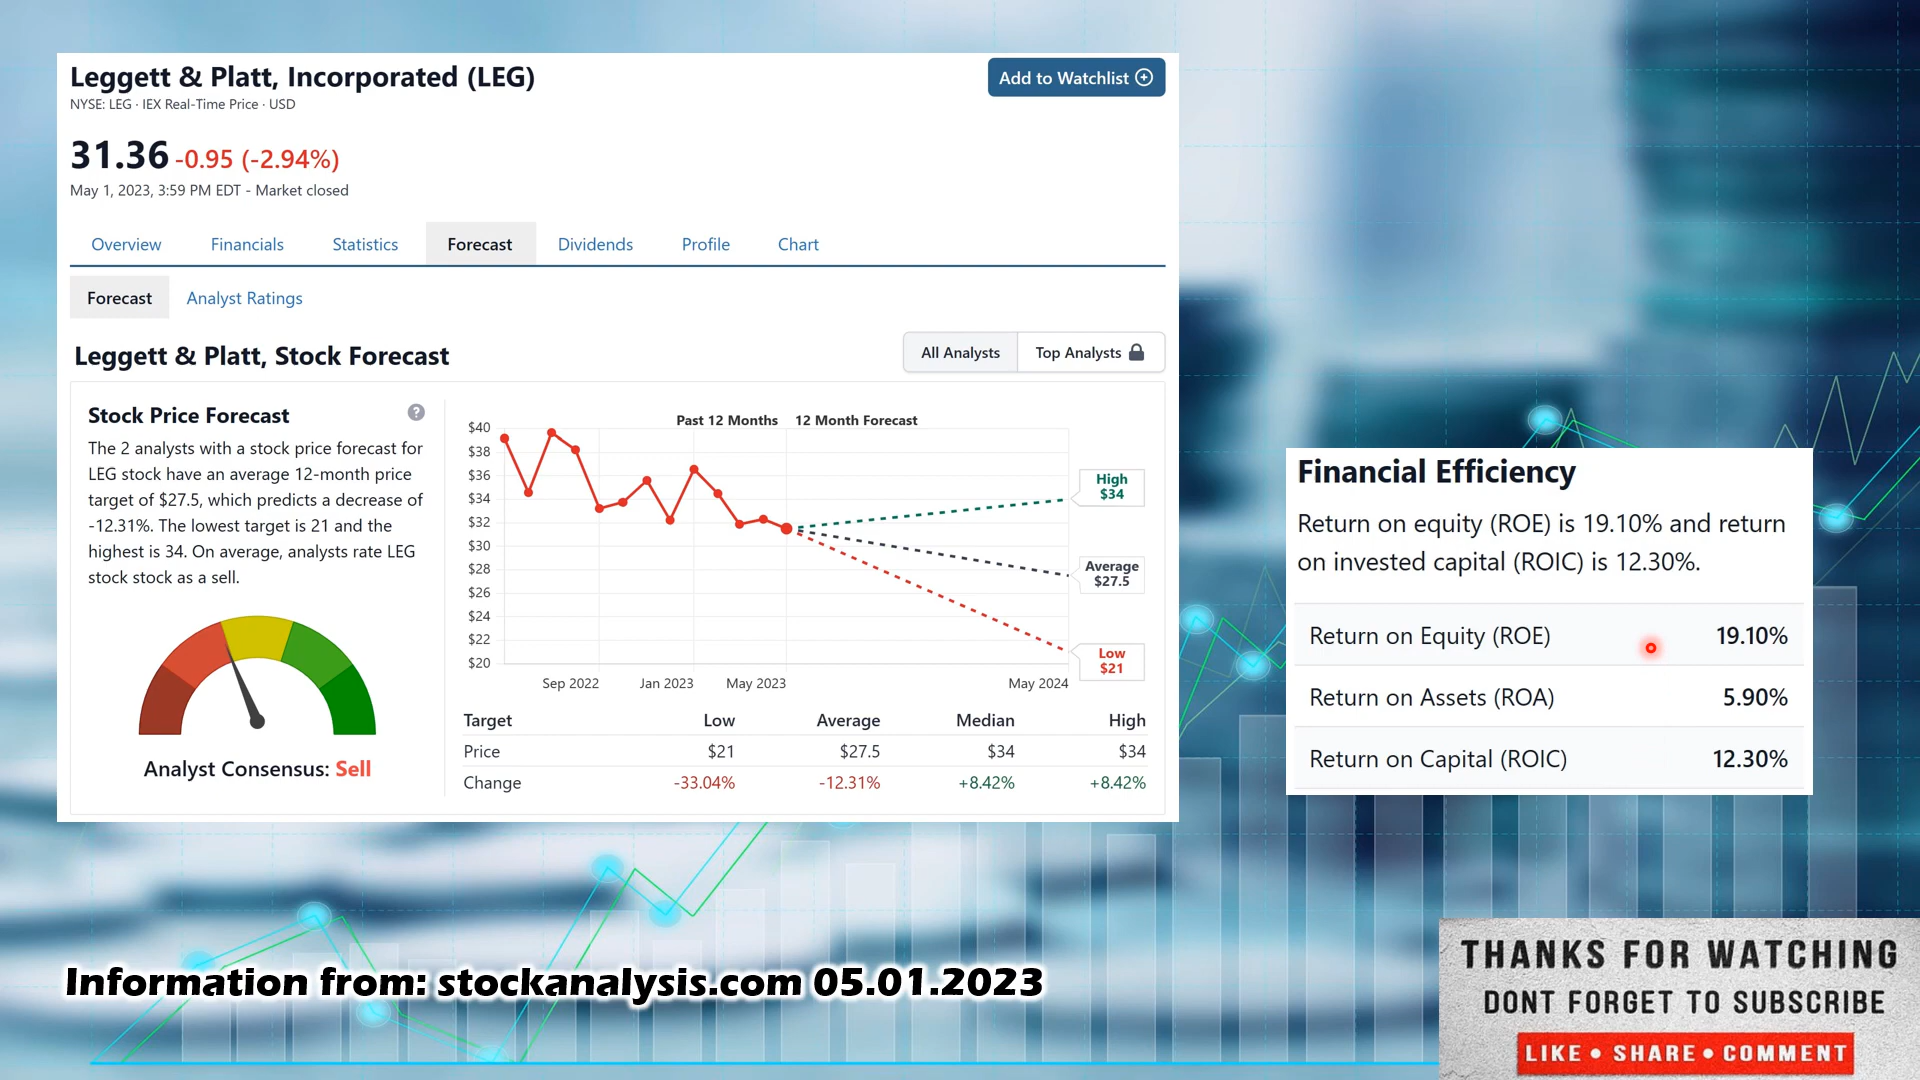 Leggett & Platt, Incorporated (LEG)
Add to Watchlist
NYSE: LEG · IEX Real-Time Price · USD
31.36 -0.95 (-2.94%)
May 1, 2023, 3:59 PM EDT - Market closed
Overview Financials Statistics Forecast Dividends Profile Chart
Forecast Analyst Ratings
Leggett & Platt, Stock Forecast
All Analysts Top Analysts
Stock Price Forecast
The 2 analysts with a stock price forecast for
LEG stock have an average 12-month price
target of $27.5, which predicts a decrease of
-12.31%. The lowest target is 21 and the
highest is 34. On average, analysts rate LEG
stock stock as a sell.
Analyst Consensus: Sell
Past 12 Months 12 Month Forecast
$40
$38
$36
$34
$32
$30
$28
$26
$24
$22
$20
High
$34
Average
$27.5
Low
$21
Sep 2022 Jan 2023 May 2023 May 2024
Target Low Average Median High
Price $21 $27.5 $34 $34
Change -33.04% -12.31% +8.42% +8.42%
Financial Efficiency
Return on equity (ROE) is 19.10% and return
on invested capital (ROIC) is 12.30%.
Return on Equity (ROE) 19.10%
Return on Assets (ROA) 5.90%
Return on Capital (ROIC) 12.30%
Information from: stockanalysis.com 05.01.2023
THANKS FOR WATCHING
DONT FORGET TO SUBSCRIBE
LIKE • SHARE • COMMENT